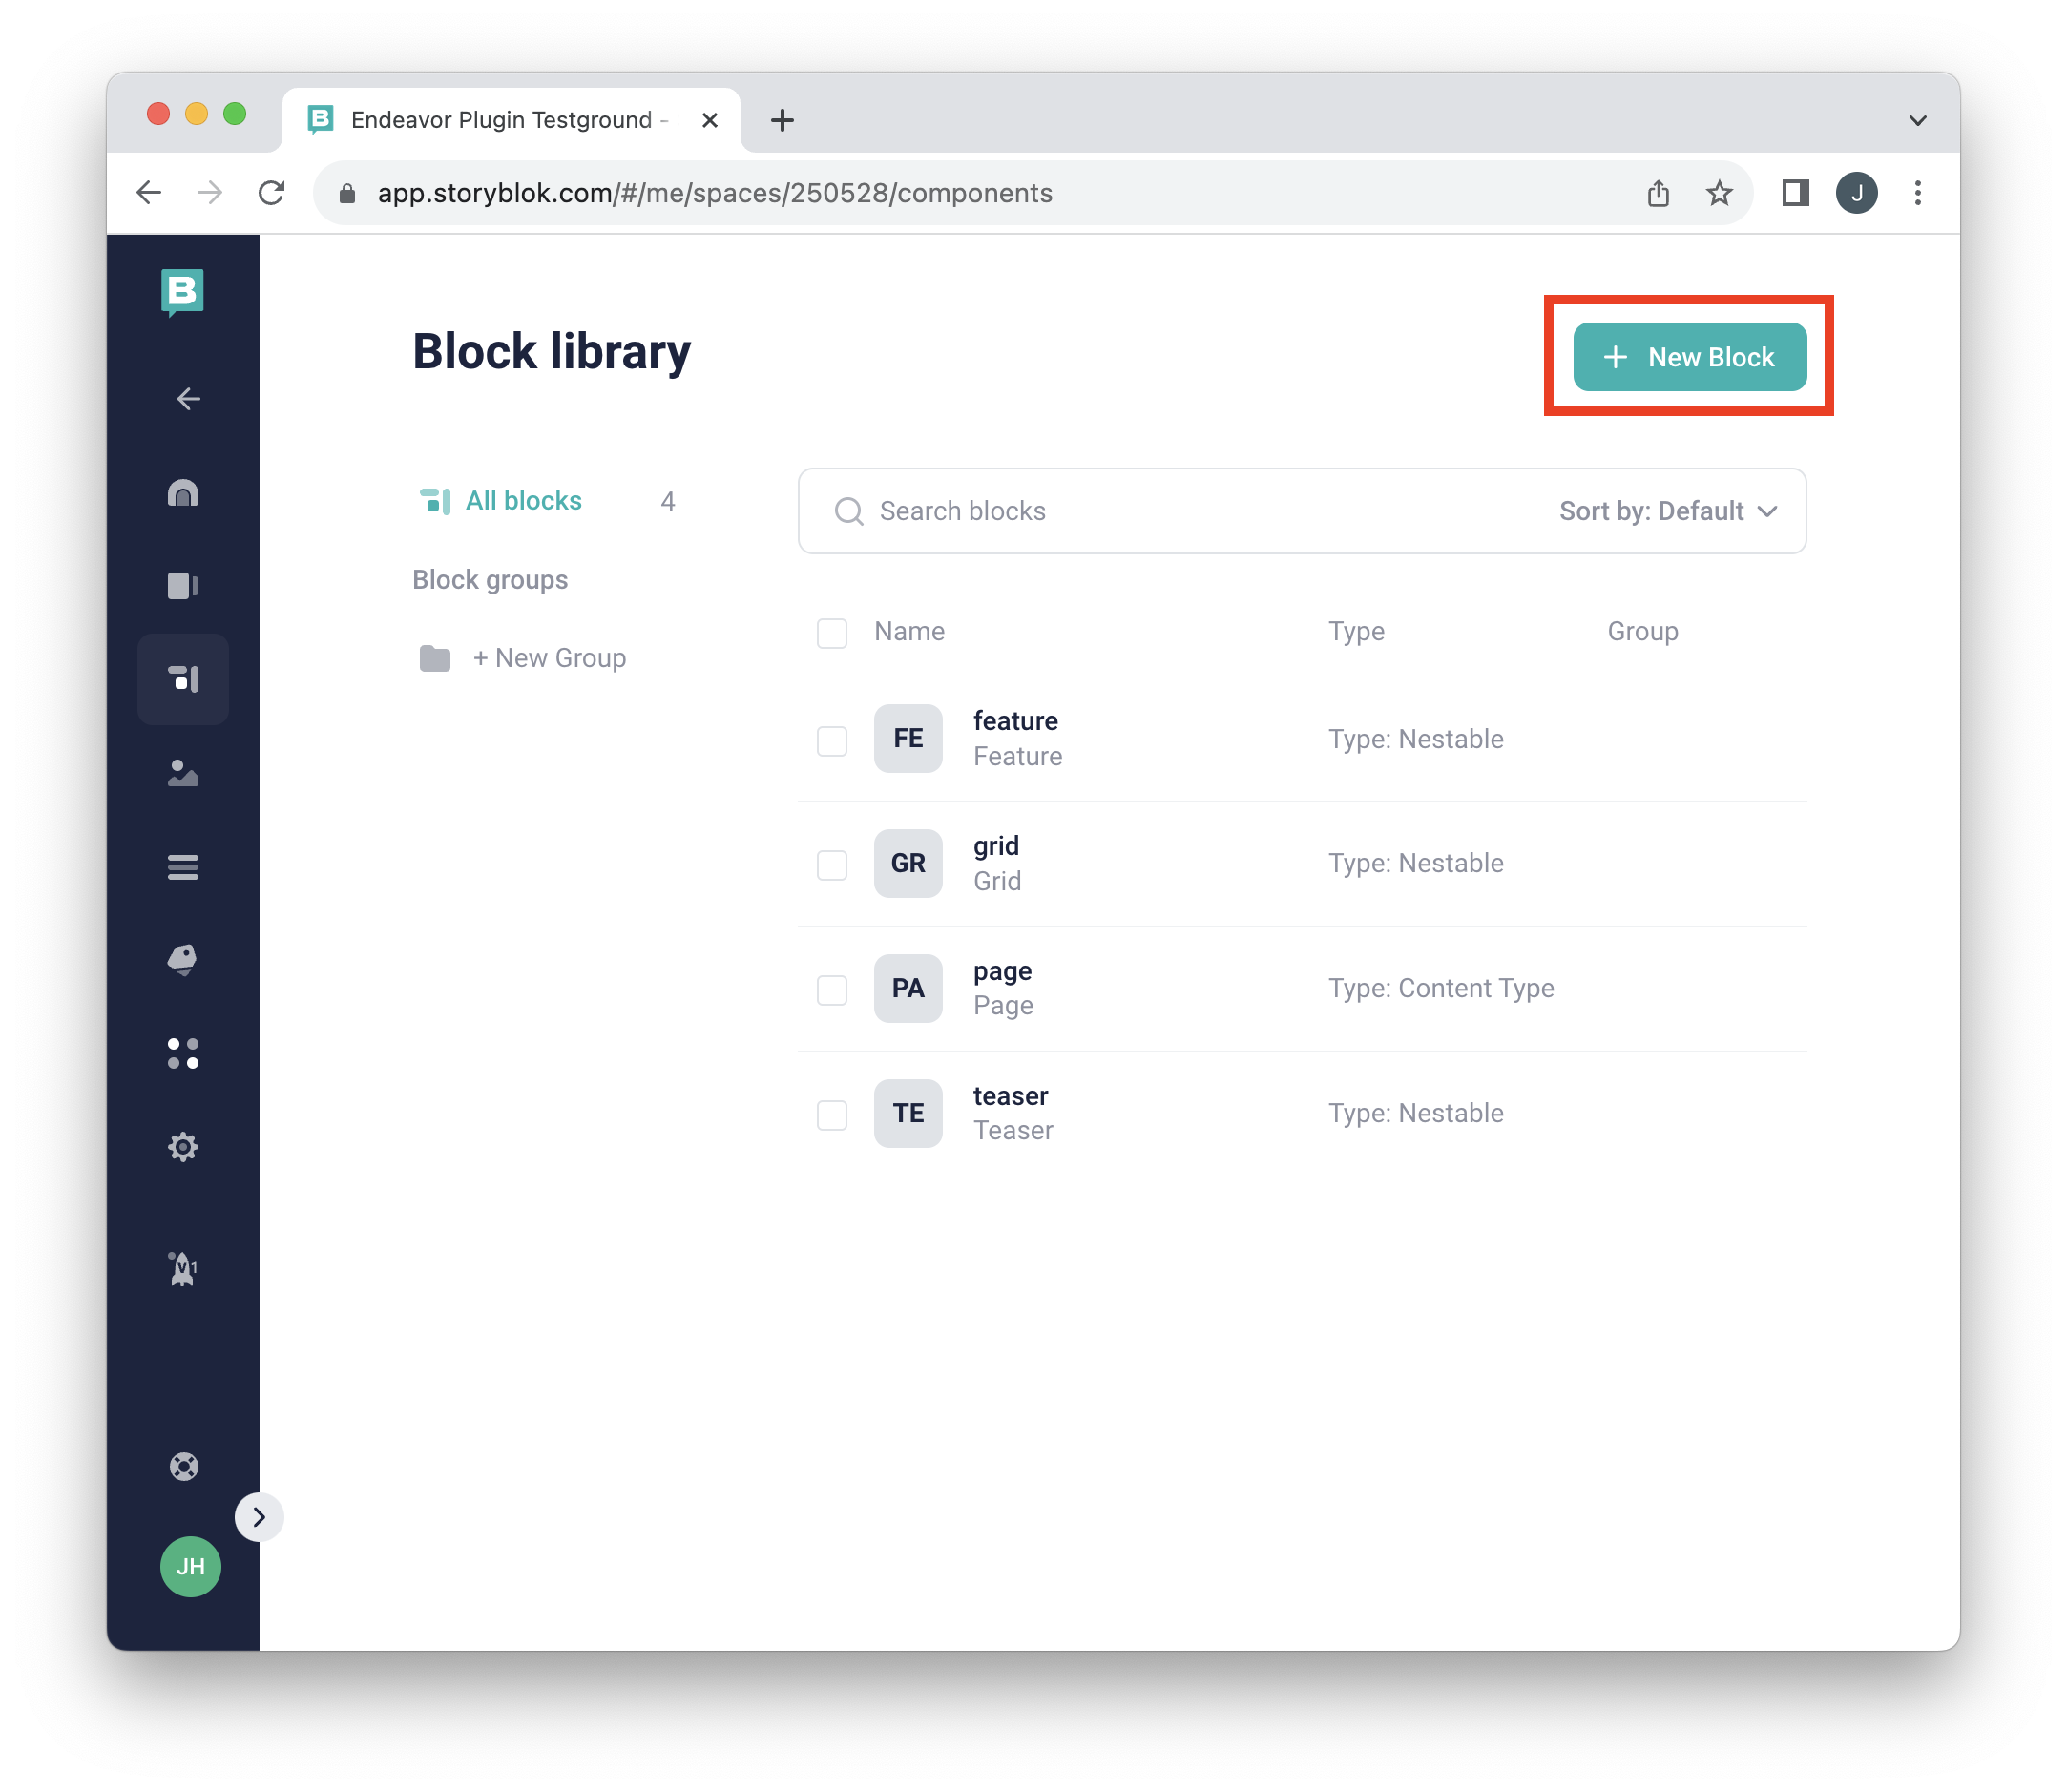 Endeavor Plugin Testground -
app.storyblok.com/#/me/spaces/250528/components
J
B
Block library
+ New Block
All blocks 4
Search blocks
Sort by: Default
Block groups
+ New Group
Name Type Group
FE
feature
Feature
Type: Nestable
GR
grid
Grid
Type: Nestable
PA
page
Page
Type: Content Type
TE
teaser
Teaser
Type: Nestable
V1
JH